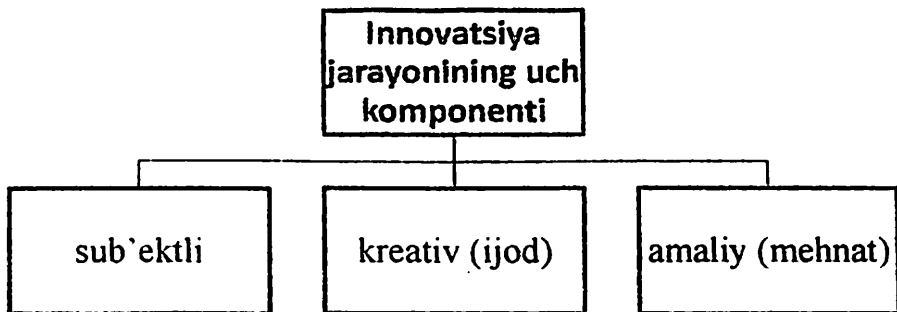 Innovatsiya
jarayonining uch
komponenti
sub`ektli
kreativ (ijod)
amaliy (mehnat)